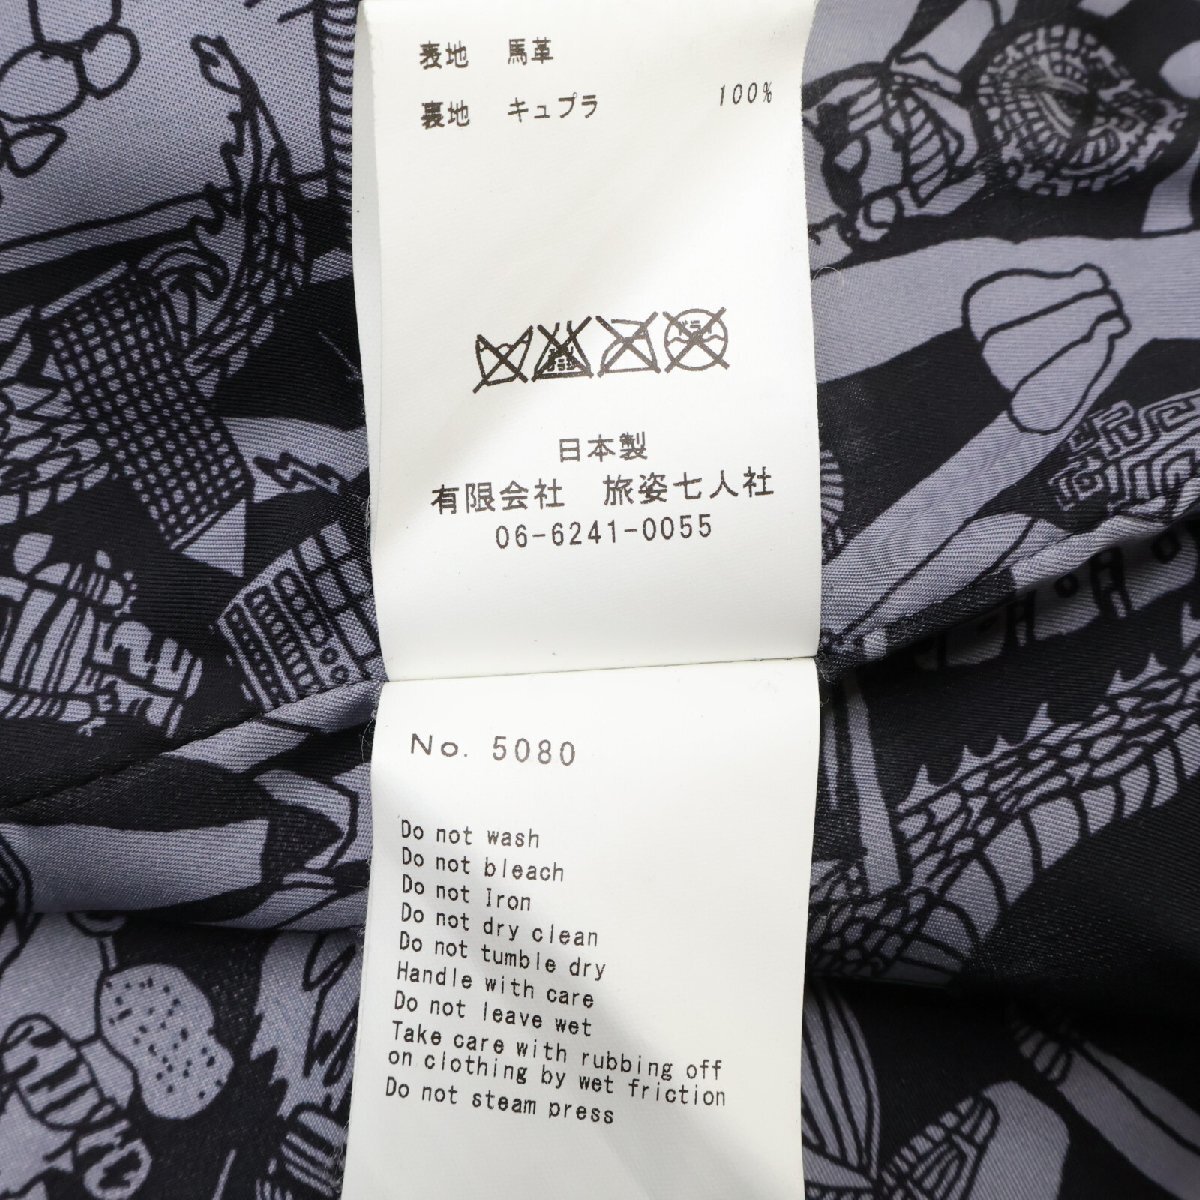 表地 馬革
裏地 キュプラ 100%
日本製
有限会社 旅姿七人社
06-6241-0055
No. 5080
Do not wash
Do not bleach
Do not Iron
Do not dry clean
Do not tumble dry
Handle with care
Do not leave wet
Take care with rubbing off
on clothing by wet friction
Do not steam press